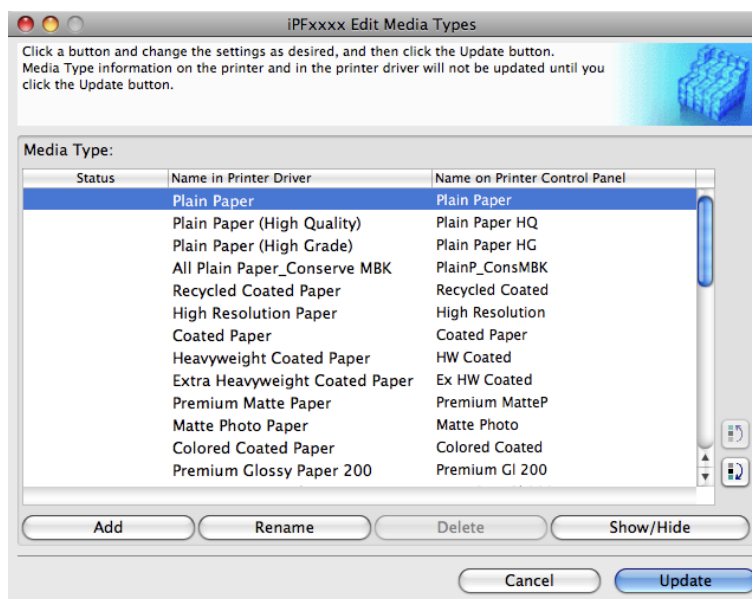 iPFxxxx Edit Media Types
Click a button and change the settings as desired, and then click the Update button.
Media Type information on the printer and in the printer driver will not be updated until you
click the Update button.
Media Type:
Status Name in Printer Driver Name on Printer Control Panel
Plain Paper Plain Paper
Plain Paper (High Quality) Plain Paper HQ
Plain Paper (High Grade) Plain Paper HG
All Plain Paper_Conserve MBK PlainP_ConsMBK
Recycled Coated Paper Recycled Coated
High Resolution Paper High Resolution
Coated Paper Coated Paper
Heavyweight Coated Paper HW Coated
Extra Heavyweight Coated Paper Ex HW Coated
Premium Matte Paper Premium MatteP
Matte Photo Paper Matte Photo
Colored Coated Paper Colored Coated
Premium Glossy Paper 200 Premium Gl 200
Add Rename Delete Show/Hide
Cancel Update